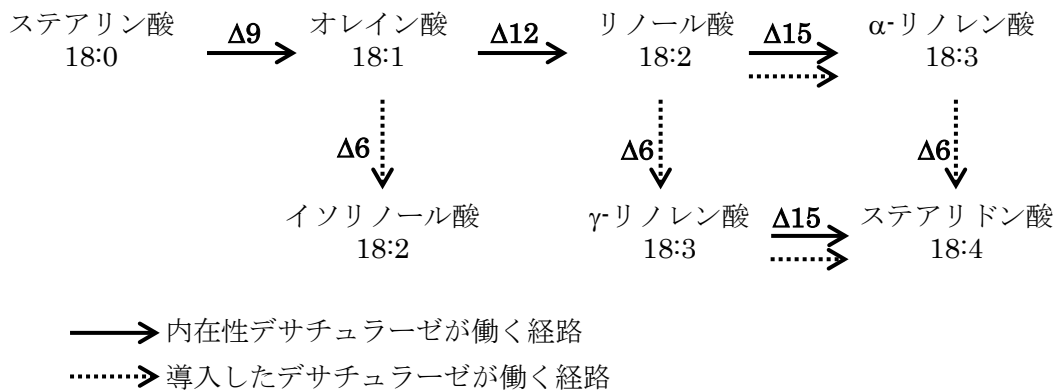 ステアリン酸 Δ9 オレイン酸 Δ12 リノール酸 Δ15 α-リノレン酸
18:0 18:1 18:2 18:3
Δ6 Δ6 Δ6
イソリノール酸 γ-リノレン酸 Δ15 ステアリドン酸
18:2 18:3 18:4
内在性デサチュラーゼが働く経路
導入したデサチュラーゼが働く経路